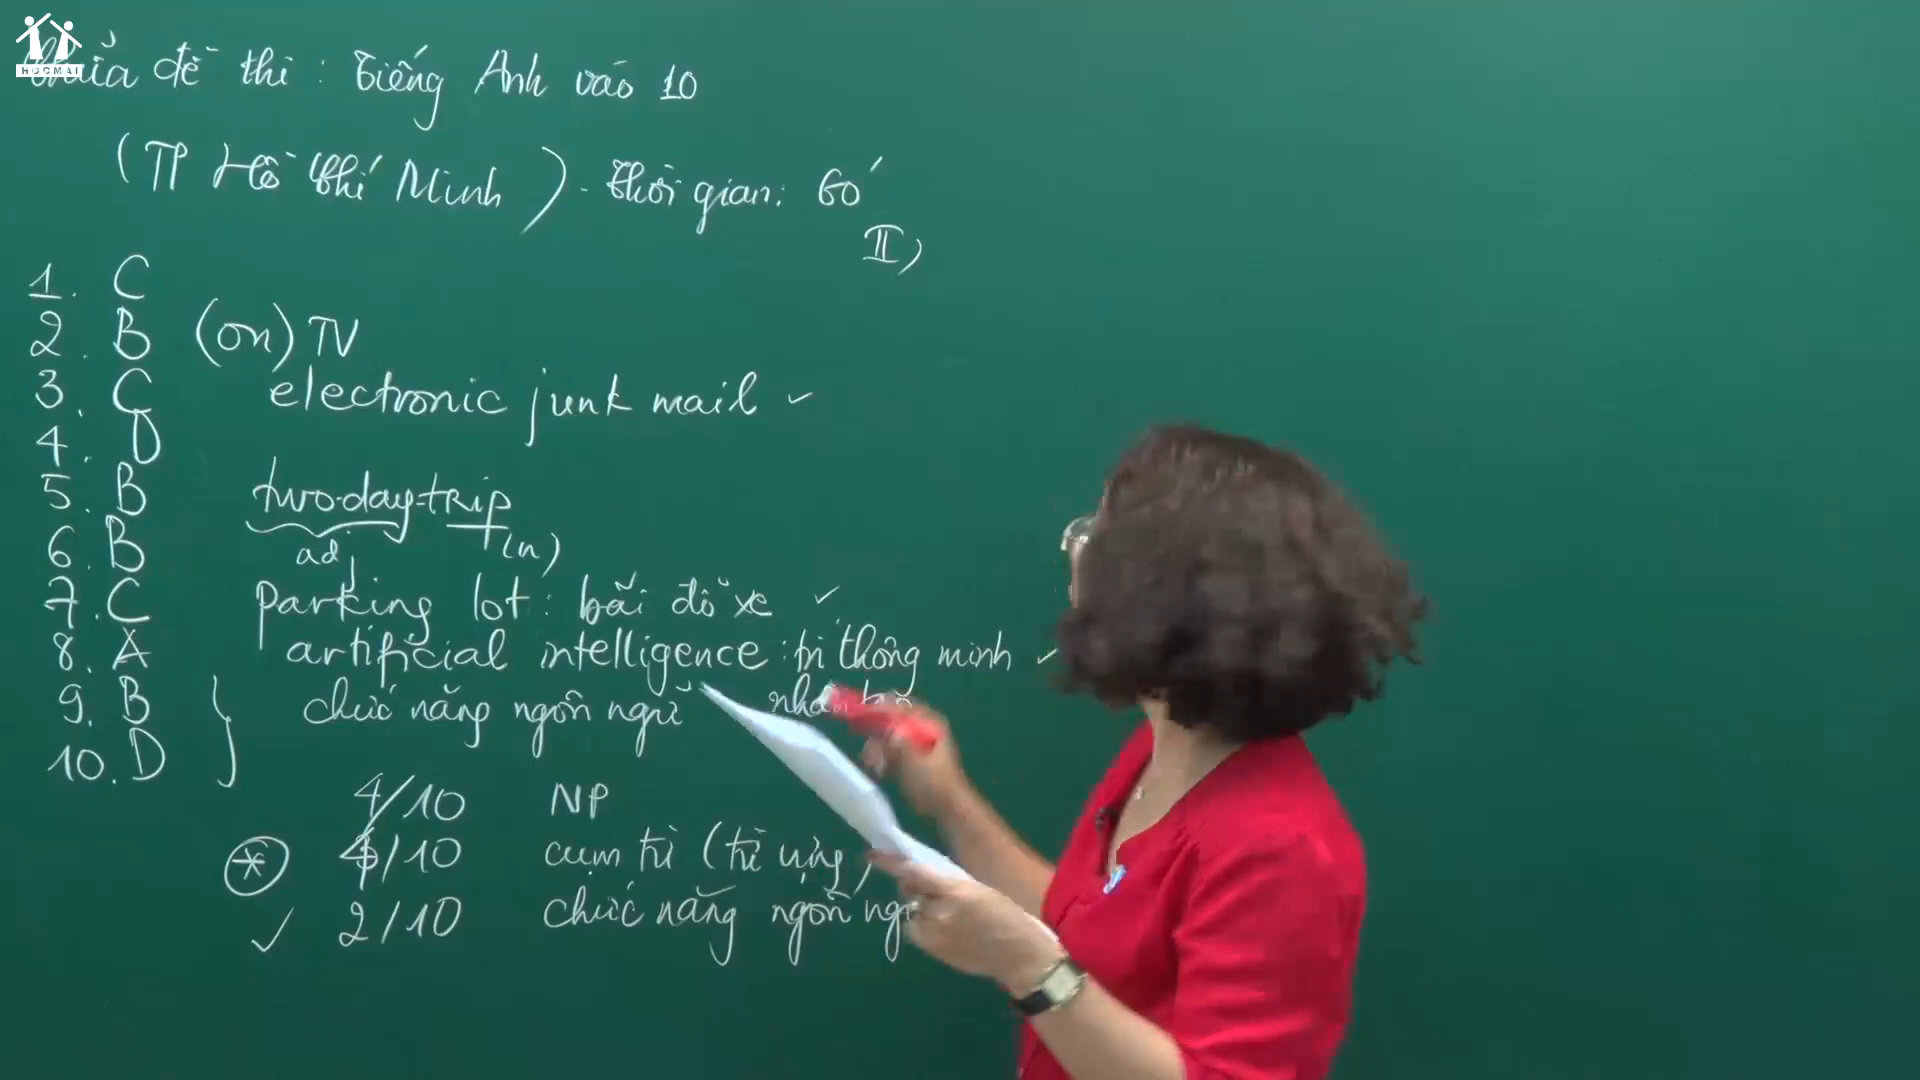 HOCMAI
Chữa đề thi : Tiếng Anh vào 10
(TP Hồ Chí Minh) - Thời gian: 60'
II)
1. C
2. B (on) TV
3. C electronic junk mail ✓
4. D
5. B two-day-trip
adj (n)
6. B
7. C parking lot : bãi đỗ xe ✓
8. A artificial intelligence : trí thông minh ✓
nhân
9. B chức năng ngôn ngữ
10. D
4/10 NP
* /10 cụm từ (từ vựng)
✓ 2/10 chức năng ngôn